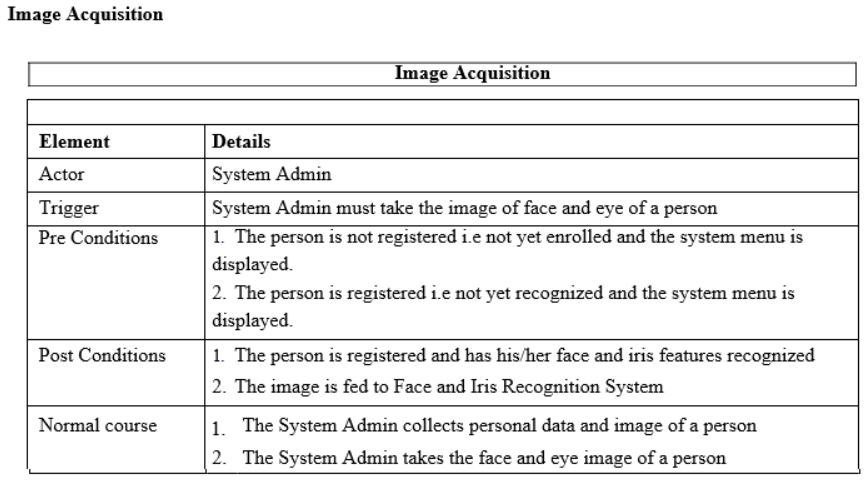 Image Acquisition
Image Acquisition
Element Details
Actor System Admin
Trigger System Admin must take the image of face and eye of a person
Pre Conditions 1. The person is not registered i.e not yet enrolled and the system menu is
displayed.
2. The person is registered i.e not yet recognized and the system menu is
displayed.
Post Conditions 1. The person is registered and has his/her face and iris features recognized
2. The image is fed to Face and Iris Recognition System
Normal course 1. The System Admin collects personal data and image of a person
2. The System Admin takes the face and eye image of a person